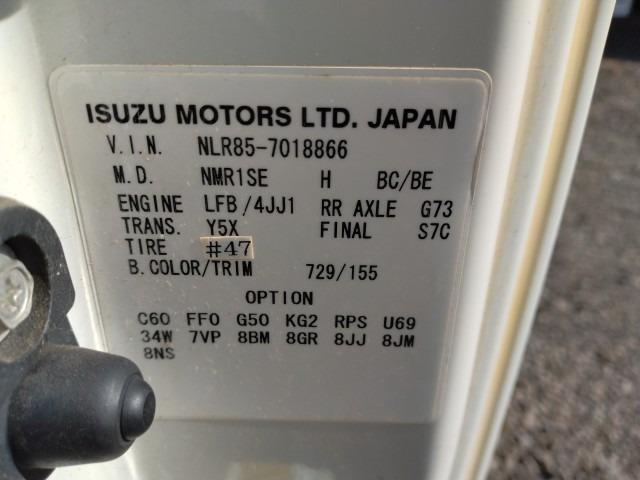 ISUZU MOTORS LTD. JAPAN
V.I.N. NLR85-7018866
M.D. NMR1SE H BC/BE
ENGINE LFB/4JJ1 RR AXLE G73
TRANS. Y5X FINAL S7C
TIRE #47
B.COLOR/TRIM 729/155
OPTION
C60 FF0 G50 KG2 RPS U69
34W 7VP 8BM 8GR 8JJ 8JM
8NS